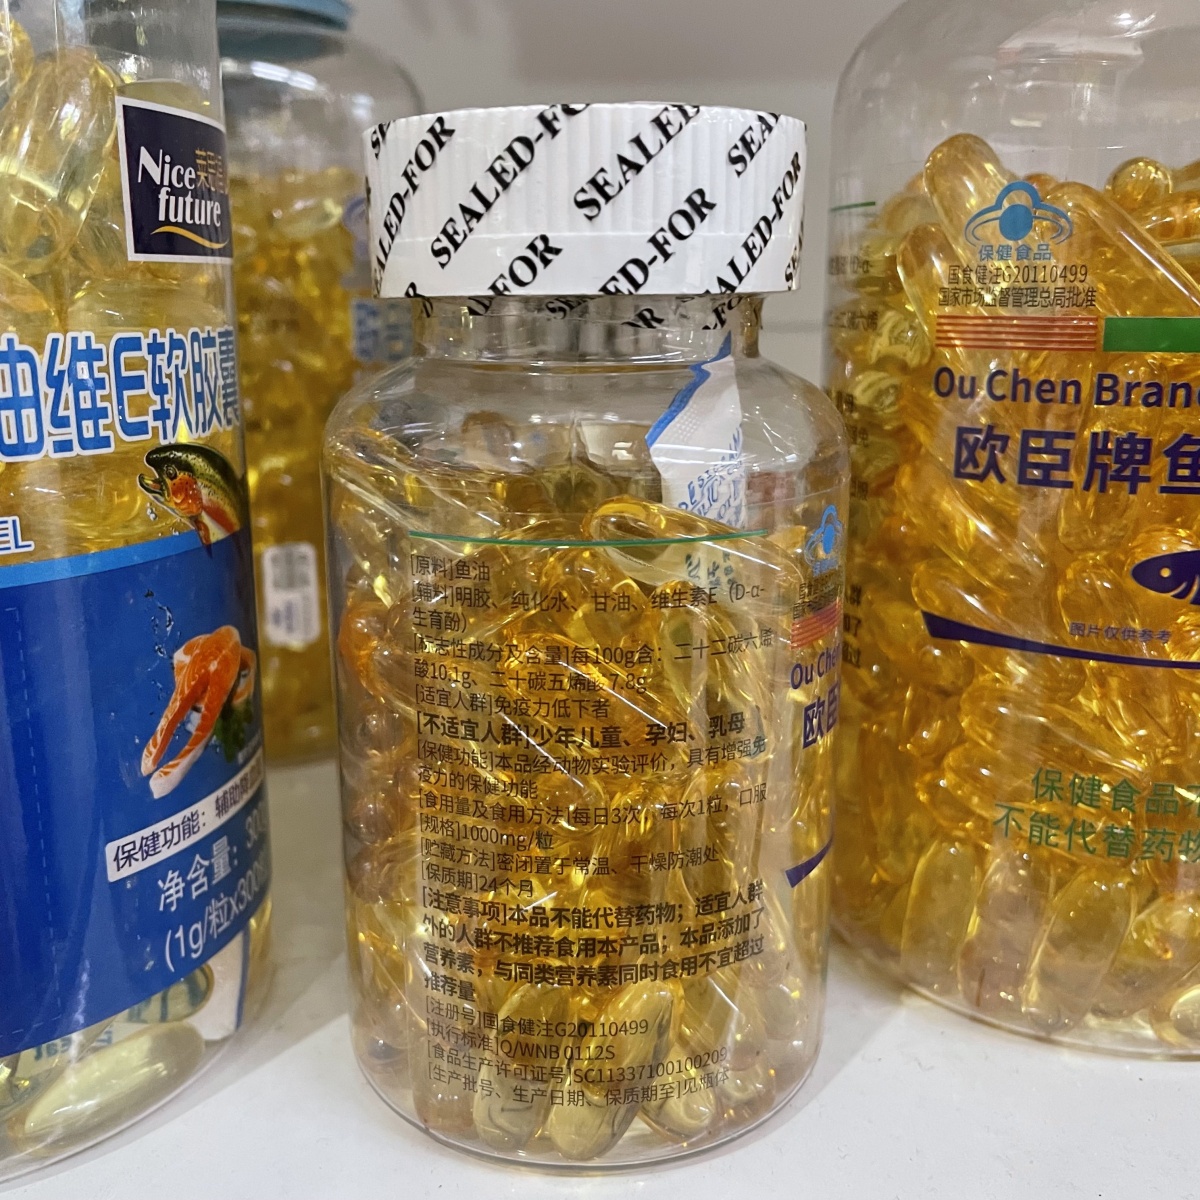 Nice
future
油维E软胶囊
EL
保健功能：辅助降血
净含量：
(1g/粒x300
SEALED-FOR
SEALED-FOR
SEALED-FOR
[原料]鱼油
[辅料]明胶、纯化水、甘油、维生素E（D-α-
生育酚）
[标志性成分及含量]每100g含：二十二碳六烯
酸10.1g、二十碳五烯酸 7.8g
[适宜人群]免疫力低下者
[不适宜人群]少年儿童、孕妇、乳母
[保健功能]本品经动物实验评价，具有增强免
疫力的保健功能
[食用量及食用方法]每日3次，每次1粒，口服
[规格]1000mg/粒
[贮藏方法]密闭置于常温、干燥防潮处
[保质期]24个月
[注意事项]本品不能代替药物；适宜人群
外的人群不推荐食用本产品；本品添加了
营养素，与同类营养素同时食用不宜超过
推荐量
[注册号]国食健注G20110499
[执行标准]Q/WNB 0112S
[食品生产许可证号]SC11337100100209
[生产批号、生产日期、保质期至]见瓶体
Ou Chen
欧臣
保健食品
国食健注G20110499
国家市场监督管理总局批准
Ou Chen Bran
欧臣牌鱼
图片仅供参考
保健食品
不能代替药物